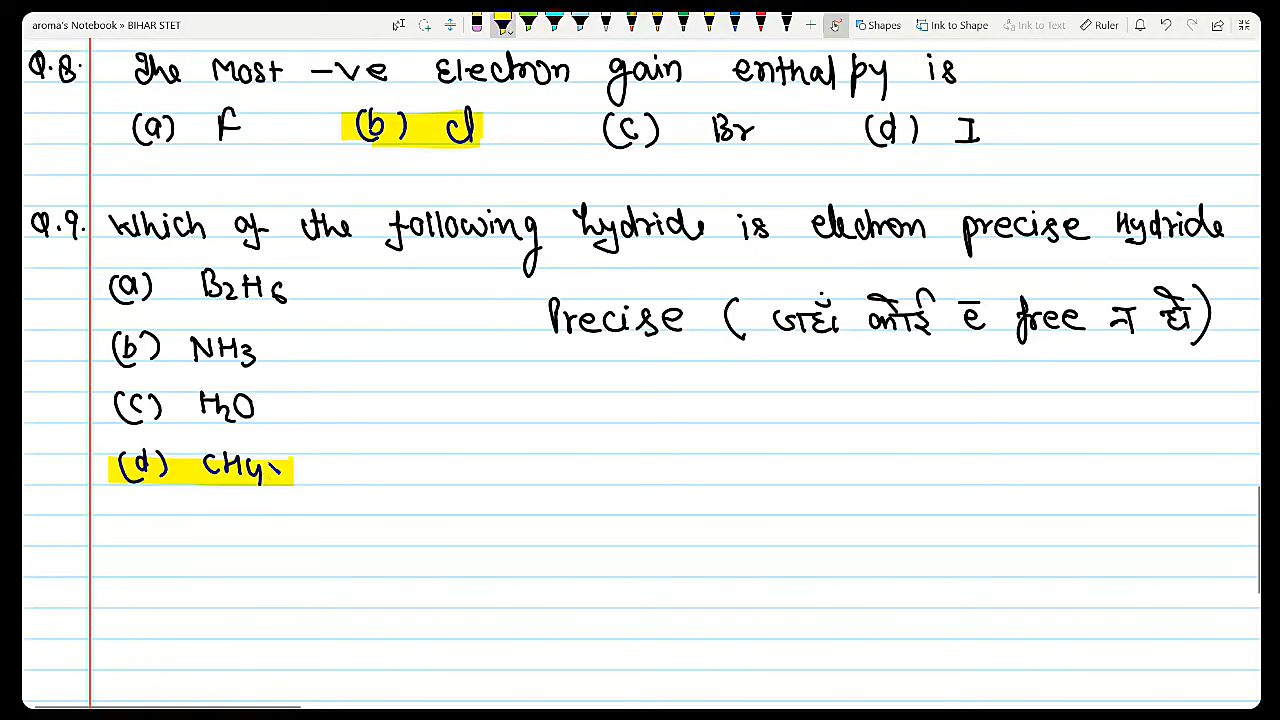 aroma's Notebook » BIHAR STET
Shapes Ink to Shape Ink to Text Ruler
Q.8. The Most -ve Electron gain enthalpy is
(a) F (b) Cl (c) Br (d) I
Q.9. Which of the following hydride is electron precise Hydride
(a) B2H6
Precise ( जहाँ कोई e̅ free न हो )
(b) NH3
(c) H2O
(d) CH4